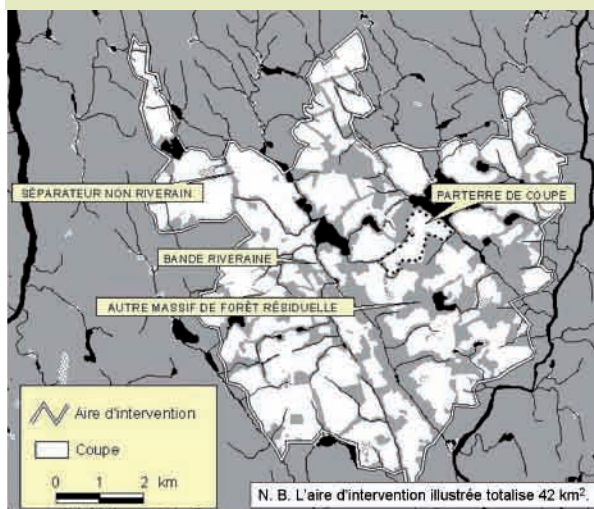 SÉPARATEUR NON RIVERAIN
PARTERRE DE COUPE
BANDE RIVERAINE
AUTRE MASSIF DE FORÊT RÉSIDUELLE
Aire d'intervention
Coupe
0 1 2 km
N. B. L'aire d'intervention illustrée totalise 42 km².